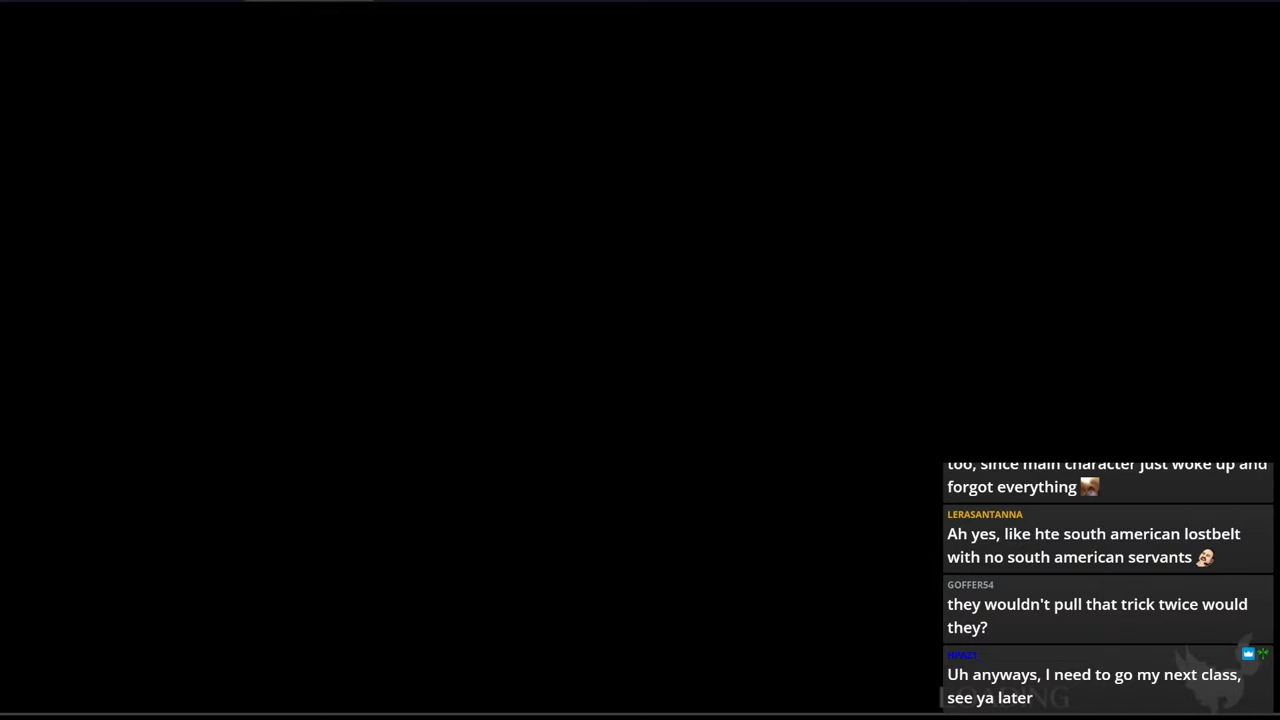 too, since main character just woke up and
forgot everything
LERASANTANNA
Ah yes, like hte south american lostbelt
with no south american servants
GOFFER54
they wouldn't pull that trick twice would
they?
Uh anyways, I need to go my next class,
see ya later
LOADING